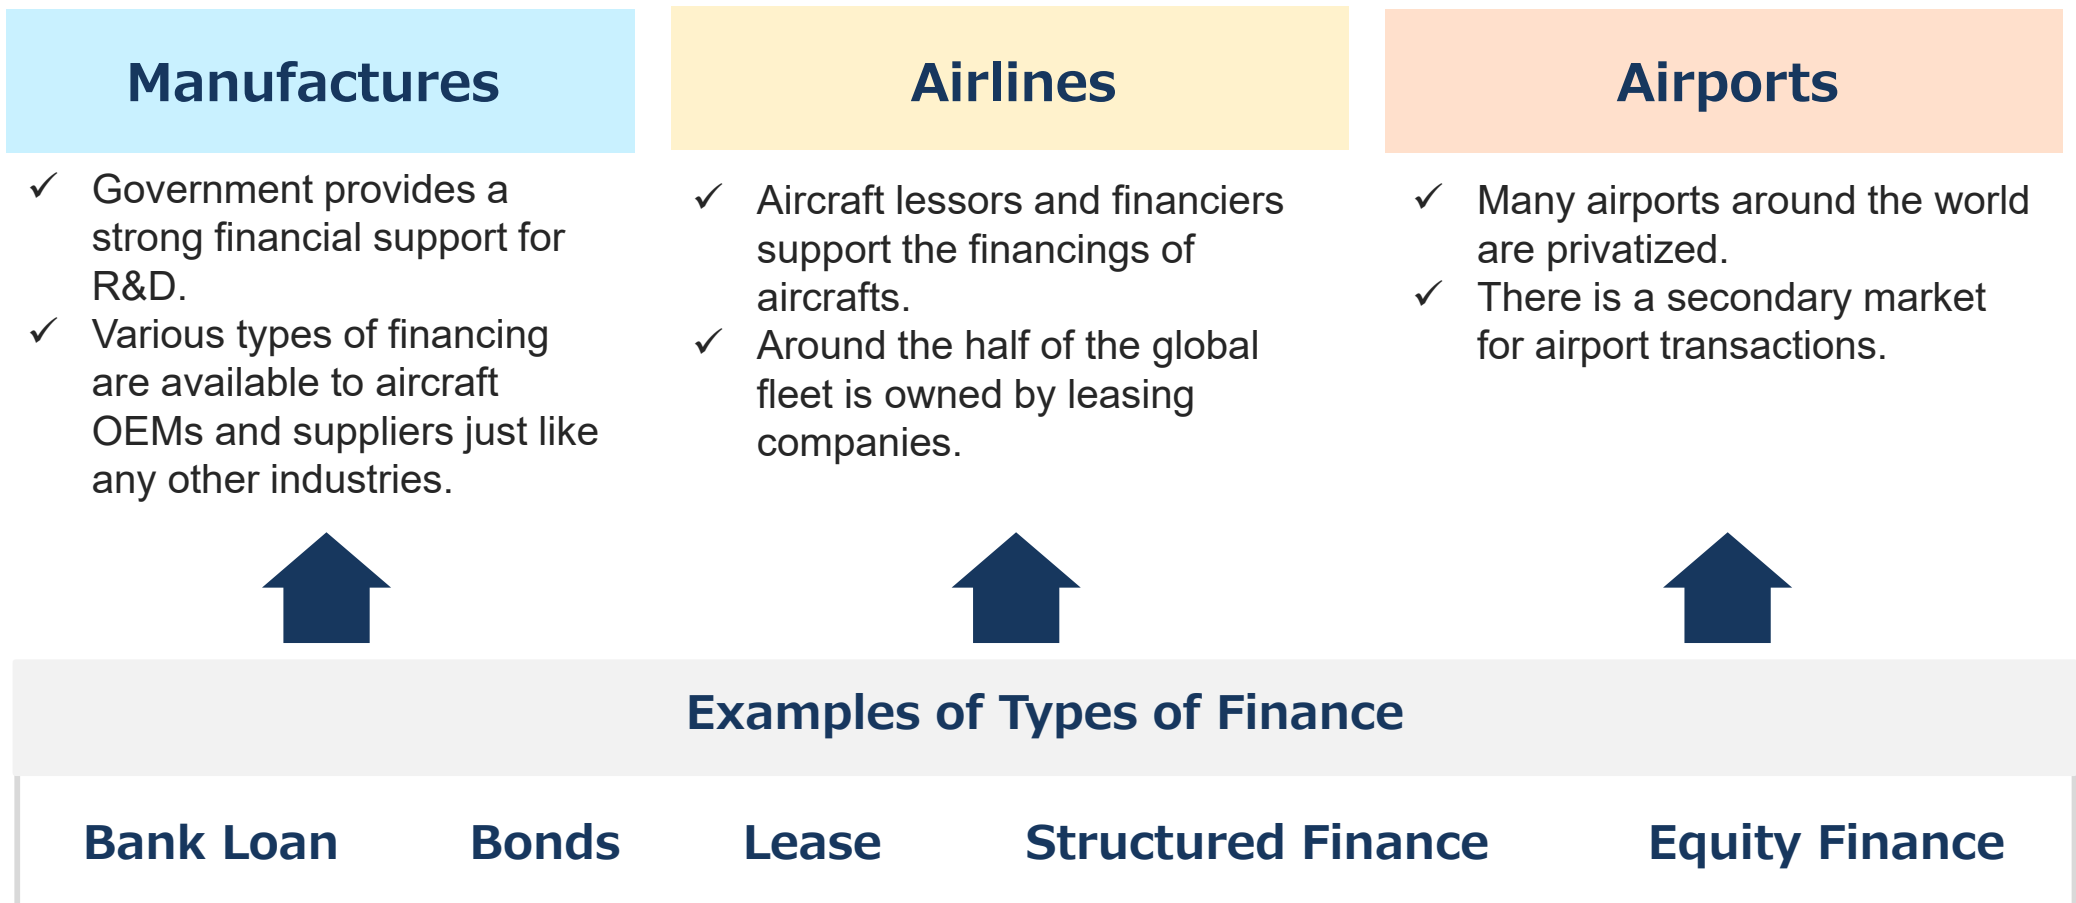 Manufactures
✓ Government provides a
strong financial support for
R&D.
✓ Various types of financing
are available to aircraft
OEMs and suppliers just like
any other industries.
Airlines
✓ Aircraft lessors and financiers
support the financings of
aircrafts.
✓ Around the half of the global
fleet is owned by leasing
companies.
Airports
✓ Many airports around the world
are privatized.
✓ There is a secondary market
for airport transactions.
Examples of Types of Finance
Bank Loan Bonds Lease Structured Finance Equity Finance